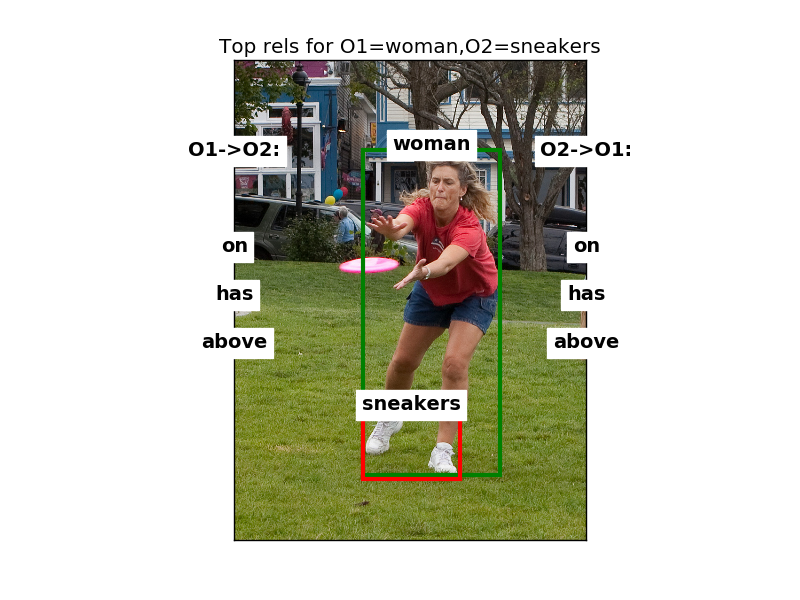 Top rels for O1=woman,O2=sneakers
O1->O2:
woman
O2->O1:
on
on
has
has
above
above
sneakers